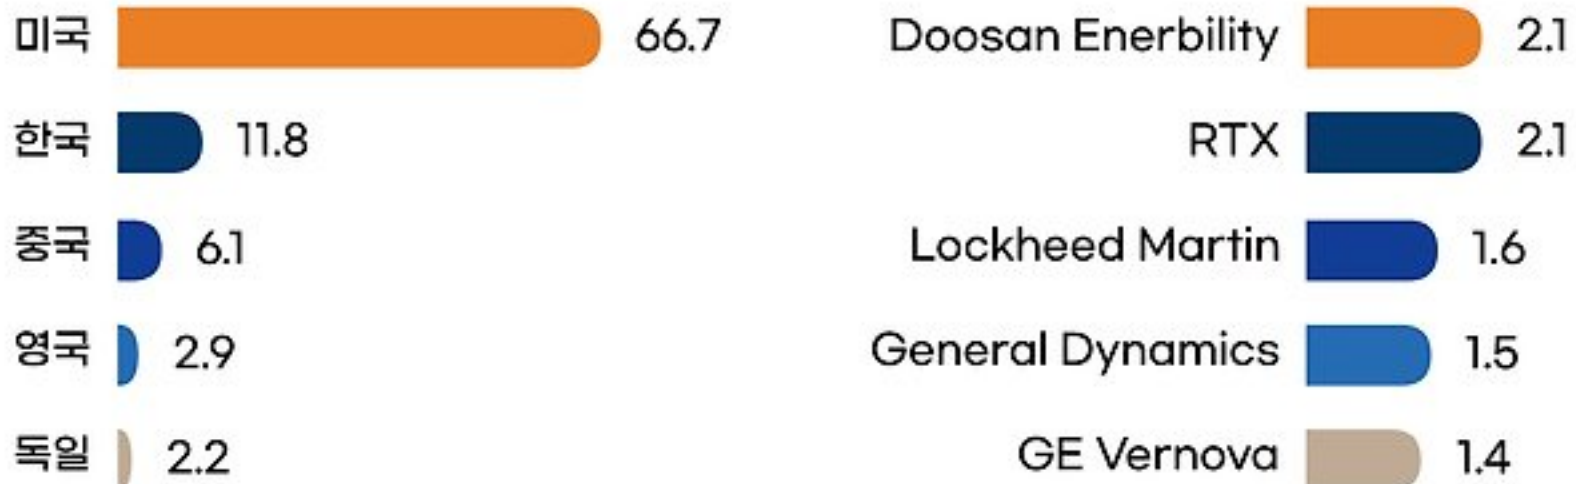 미국 66.7
한국 11.8
중국 6.1
영국 2.9
독일 2.2
Doosan Enerbility 2.1
RTX 2.1
Lockheed Martin 1.6
General Dynamics 1.5
GE Vernova 1.4